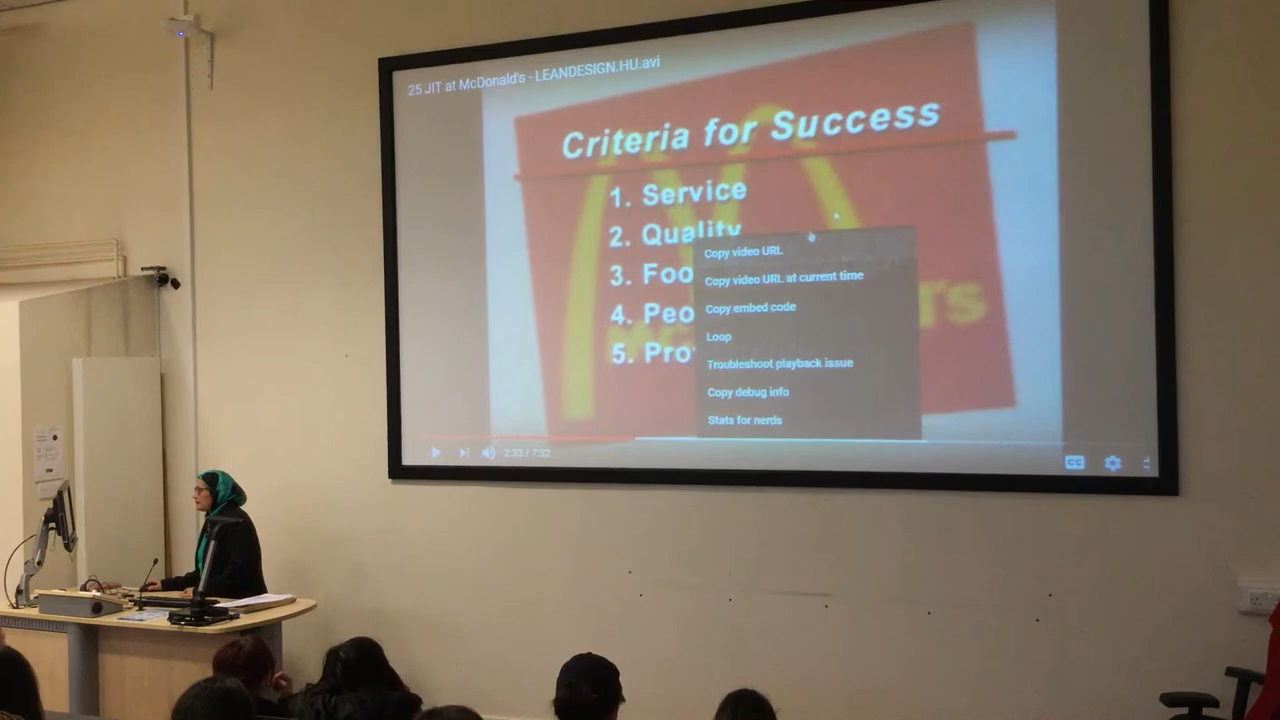 25 JIT at McDonald's - LEANDESIGN.HU.avi
Criteria for Success
1. Service
2. Quality
3. Foo
4. Peo
5. Pro
Copy video URL
Copy video URL at current time
Copy embed code
Loop
Troubleshoot playback issue
Copy debug info
Stats for nerds
2:33 / 7:32
CC